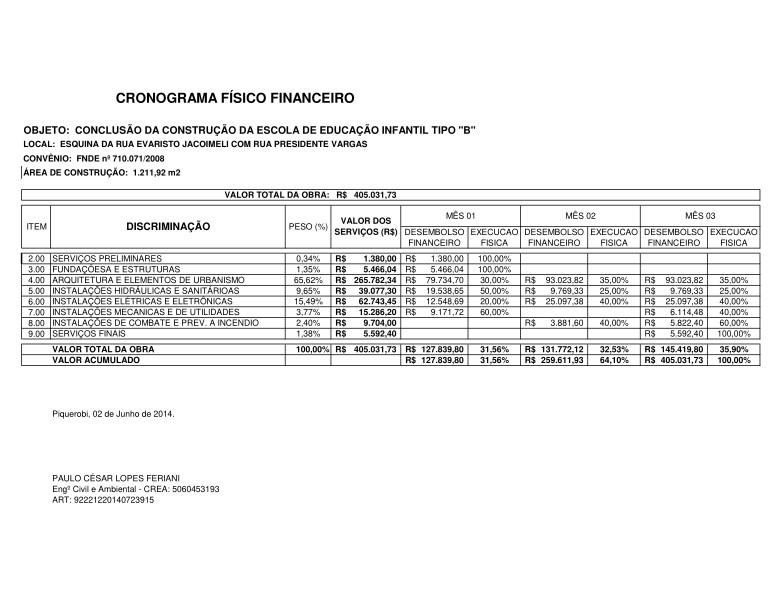 CRONOGRAMA FÍSICO FINANCEIRO
OBJETO: CONCLUSÃO DA CONSTRUÇÃO DA ESCOLA DE EDUCAÇÃO INFANTIL TIPO "B"
LOCAL: ESQUINA DA RUA EVARISTO JACOIMELI COM RUA PRESIDENTE VARGAS
CONVÊNIO: FNDE nº 710.071/2008
ÁREA DE CONSTRUÇÃO: 1.211,92 m2
VALOR TOTAL DA OBRA: R$ 405.031,73
ITEM DISCRIMINAÇÃO PESO (%) VALOR DOS SERVIÇOS (R$) MÊS 01 MÊS 02 MÊS 03
DESEMBOLSO FINANCEIRO EXECUCAO FISICA DESEMBOLSO FINANCEIRO EXECUCAO FISICA DESEMBOLSO FINANCEIRO EXECUCAO FISICA
2.00 SERVIÇOS PRELIMINARES 0,34% R$ 1.380,00 R$ 1.380,00 100,00%
3.00 FUNDAÇÕESA E ESTRUTURAS 1,35% R$ 5.466,04 R$ 5.466,04 100,00%
4.00 ARQUITETURA E ELEMENTOS DE URBANISMO 65,62% R$ 265.782,34 R$ 79.734,70 30,00% R$ 93.023,82 35,00% R$ 93.023,82 35,00%
5.00 INSTALAÇÕES HIDRÁULICAS E SANITÁRIOAS 9,65% R$ 39.077,30 R$ 19.538,65 50,00% R$ 9.769,33 25,00% R$ 9.769,33 25,00%
6.00 INSTALAÇÕES ELÉTRICAS E ELETRÔNICAS 15,49% R$ 62.743,45 R$ 12.548,69 20,00% R$ 25.097,38 40,00% R$ 25.097,38 40,00%
7.00 INSTALAÇÕES MECANICAS E DE UTILIDADES 3,77% R$ 15.286,20 R$ 9.171,72 60,00% R$ 6.114,48 40,00%
8.00 INSTALAÇÕES DE COMBATE E PREV. A INCENDIO 2,40% R$ 9.704,00 R$ 3.881,60 40,00% R$ 5.822,40 60,00%
9.00 SERVIÇOS FINAIS 1,38% R$ 5.592,40 R$ 5.592,40 100,00%
VALOR TOTAL DA OBRA 100,00% R$ 405.031,73 R$ 127.839,80 31,56% R$ 131.772,12 32,53% R$ 145.419,80 35,90%
VALOR ACUMULADO R$ 127.839,80 31,56% R$ 259.611,93 64,10% R$ 405.031,73 100,00%
Piquerobi, 02 de Junho de 2014.
PAULO CÉSAR LOPES FERIANI
Engº Civil e Ambiental - CREA: 5060453193
ART: 92221220140723915